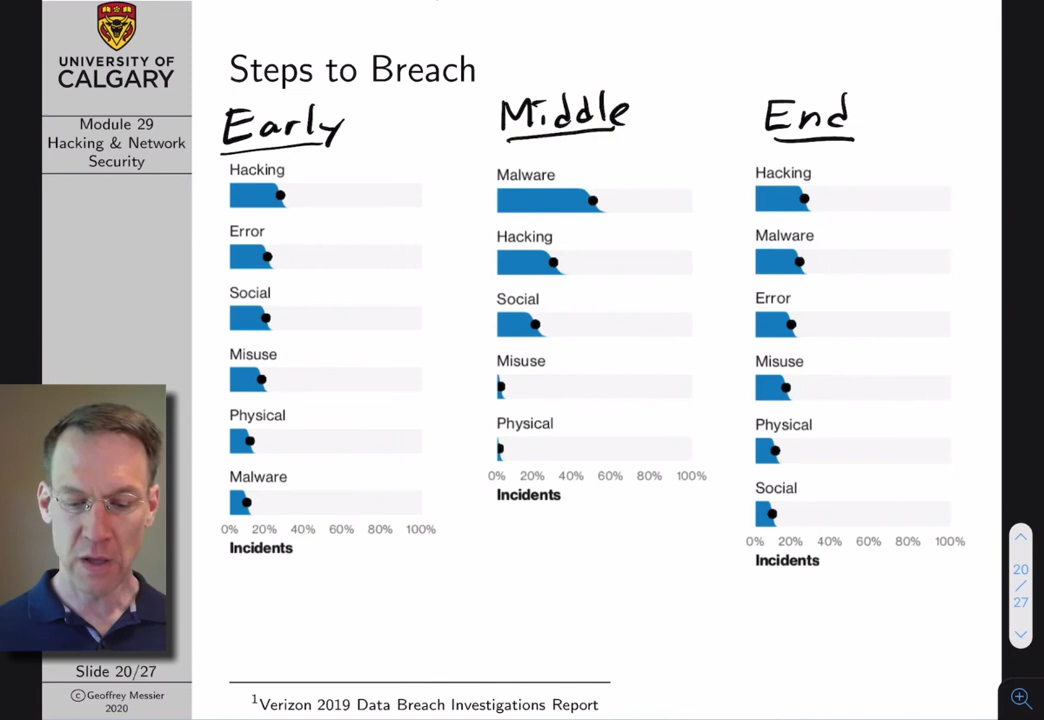 UNIVERSITY OF
CALGARY
Module 29
Hacking & Network
Security
Steps to Breach
Early
Hacking
Error
Social
Misuse
Physical
Malware
0% 20% 40% 60% 80% 100%
Incidents
Middle
Malware
Hacking
Social
Misuse
Physical
0% 20% 40% 60% 80% 100%
Incidents
End
Hacking
Malware
Error
Misuse
Physical
Social
0% 20% 40% 60% 80% 100%
Incidents
1Verizon 2019 Data Breach Investigations Report
Slide 20/27
©Geoffrey Messier
2020
20
/
27